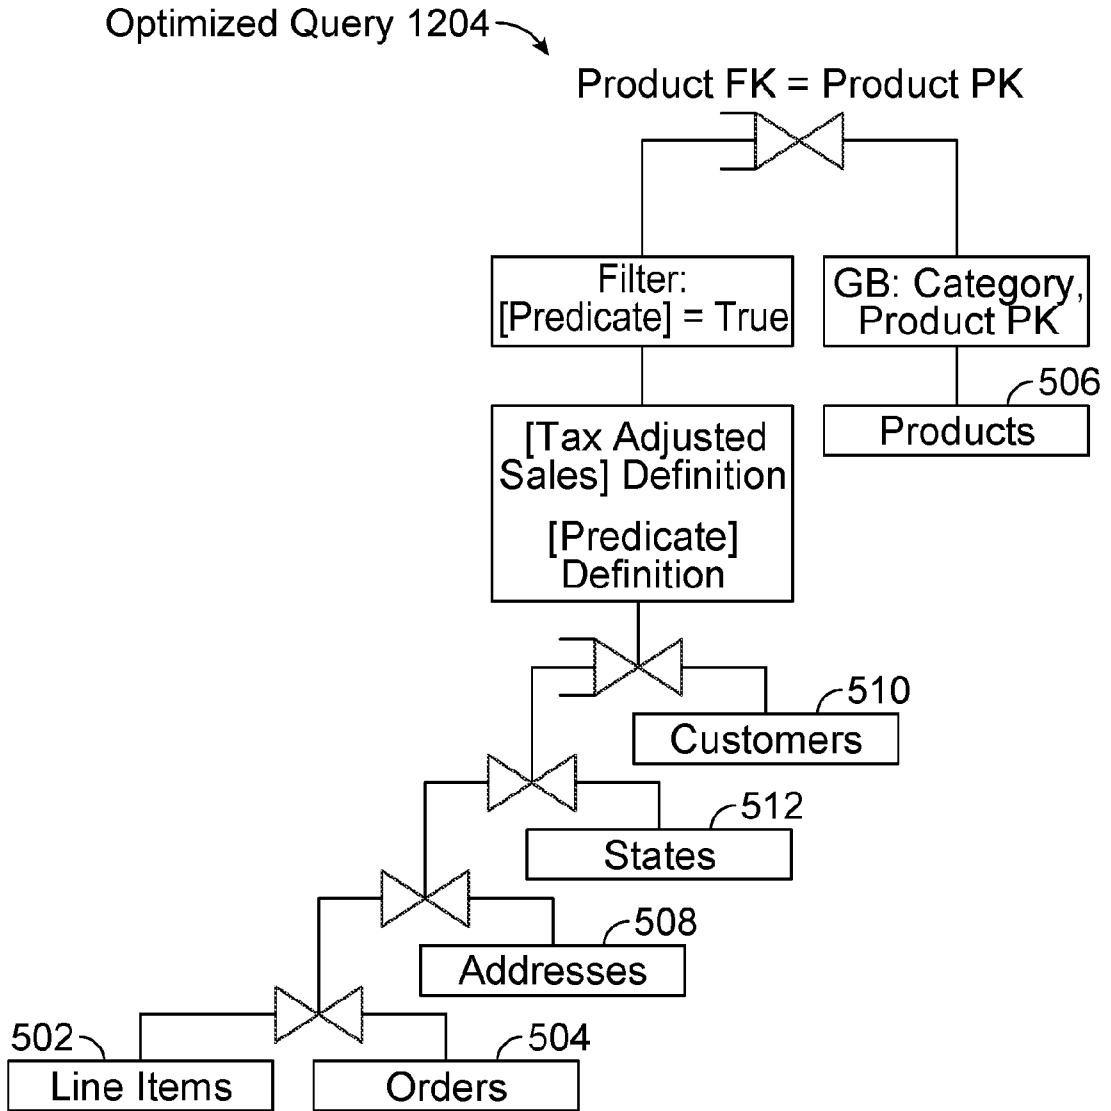 Optimized Query 1204
Product FK = Product PK
Filter:
[Predicate] = True
GB: Category,
Product PK
506
Products
[Tax Adjusted
Sales] Definition
[Predicate]
Definition
510
Customers
512
States
508
Addresses
502
Line Items
504
Orders